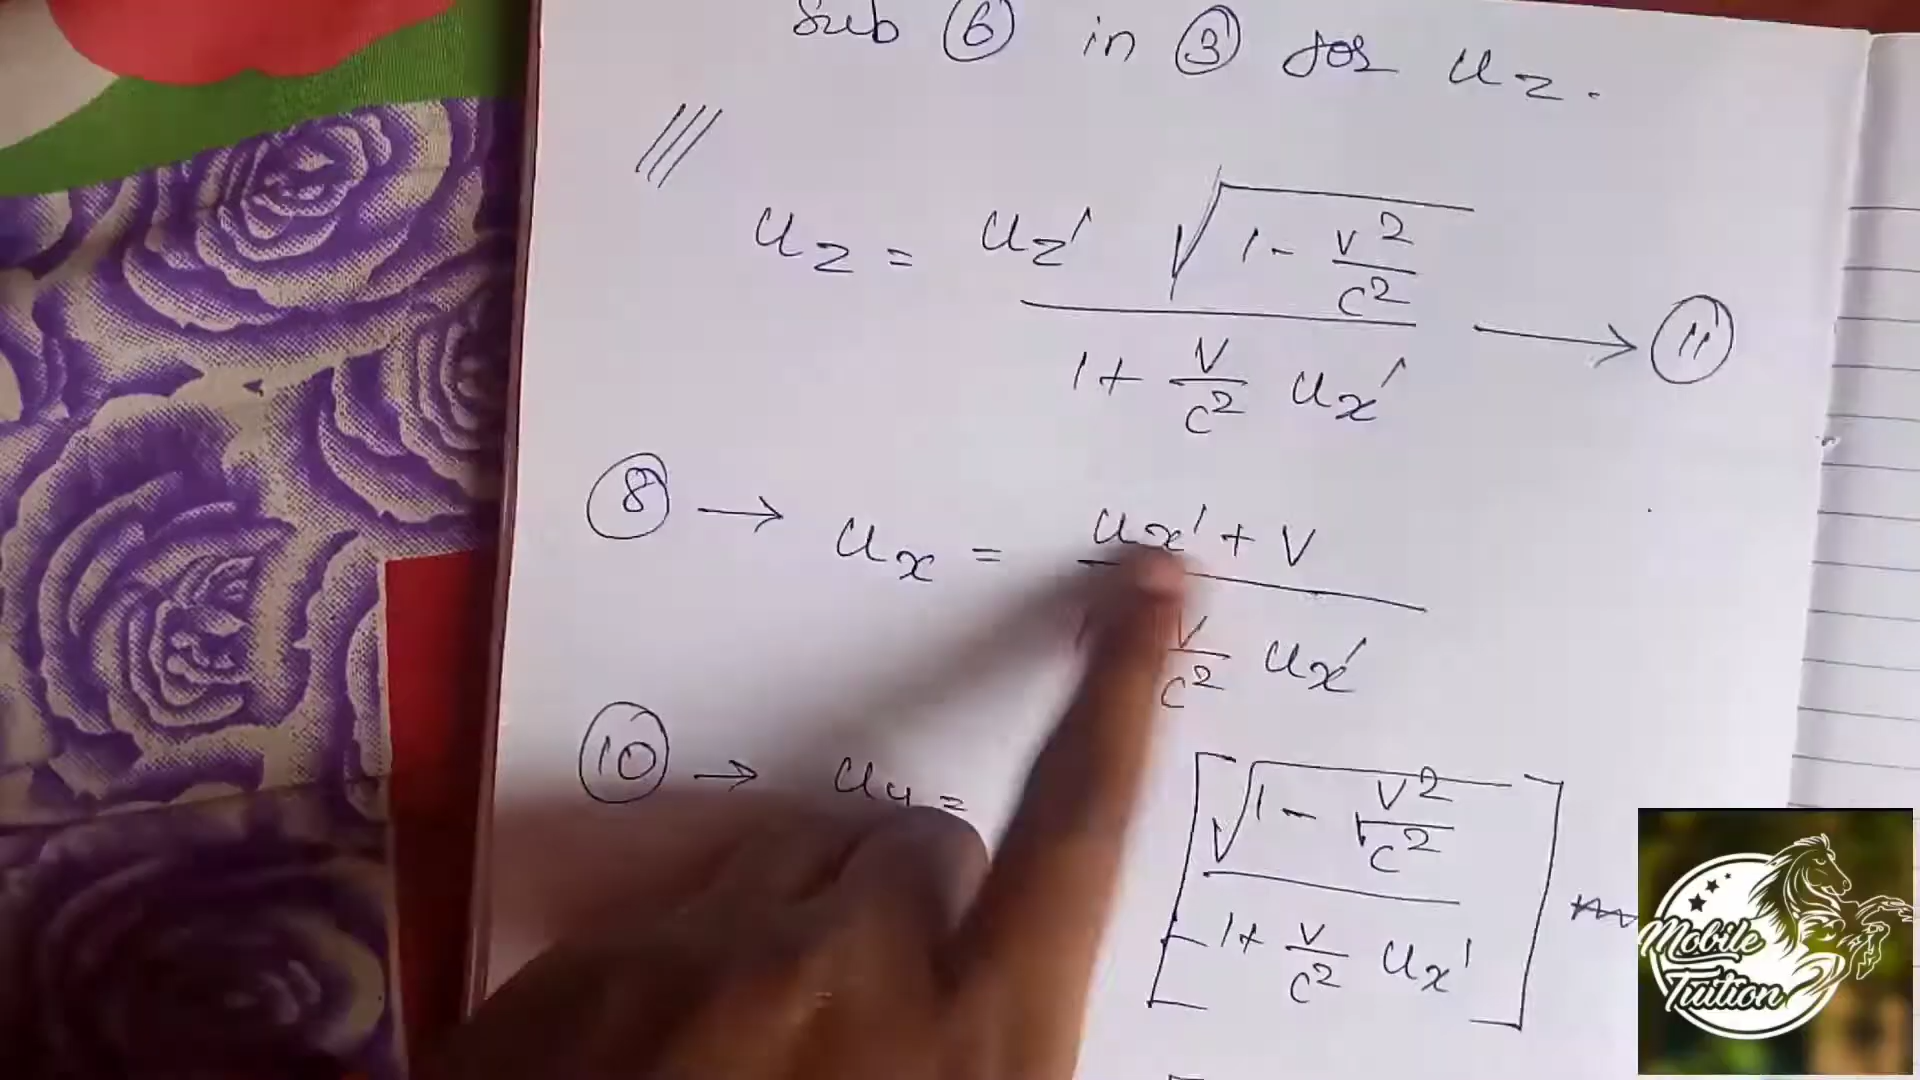 Sub ⑥ in ③ for uz.
/// uz = uz' √(1 - v²/c²) / (1 + v/c² ux') → ⑪
⑧ → ux = ux' + v / v/c² ux'
⑩ → uy = [√(1 - v²/c²) / (1 + v/c² ux')]
Mobile
Tuition